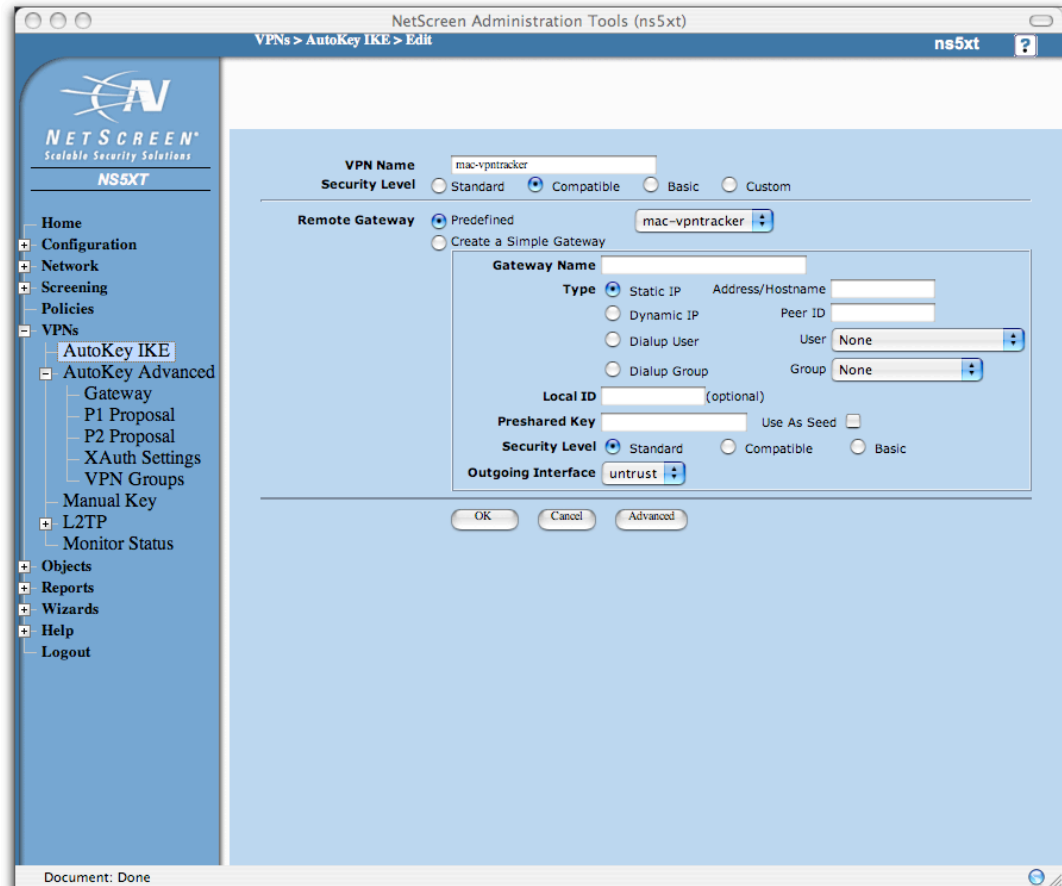 NetScreen Administration Tools (ns5xt)
VPNs > AutoKey IKE > Edit
ns5xt ?
N
NETSCREEN®
Scalable Security Solutions
NS5XT
Home
Configuration
Network
Screening
Policies
VPNs
AutoKey IKE
AutoKey Advanced
Gateway
P1 Proposal
P2 Proposal
XAuth Settings
VPN Groups
Manual Key
L2TP
Monitor Status
Objects
Reports
Wizards
Help
Logout
VPN Name mac-vpntracker
Security Level Standard Compatible Basic Custom
Remote Gateway Predefined mac-vpntracker
Create a Simple Gateway
Gateway Name
Type Static IP Address/Hostname
Dynamic IP Peer ID
Dialup User User None
Dialup Group Group None
Local ID (optional)
Preshared Key Use As Seed
Security Level Standard Compatible Basic
Outgoing Interface untrust
OK Cancel Advanced
Document: Done